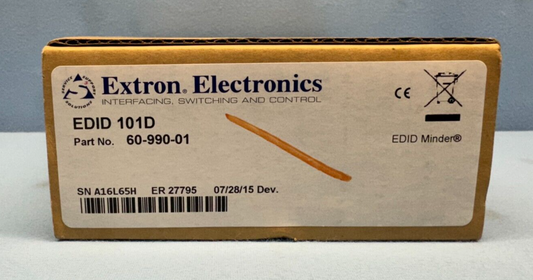 Extron® Electronics
INTERFACING, SWITCHING AND CONTROL
EDID 101D
Part No. 60-990-01
CE
EDID Minder®
SN A16L65H ER 27795 07/28/15 Dev.